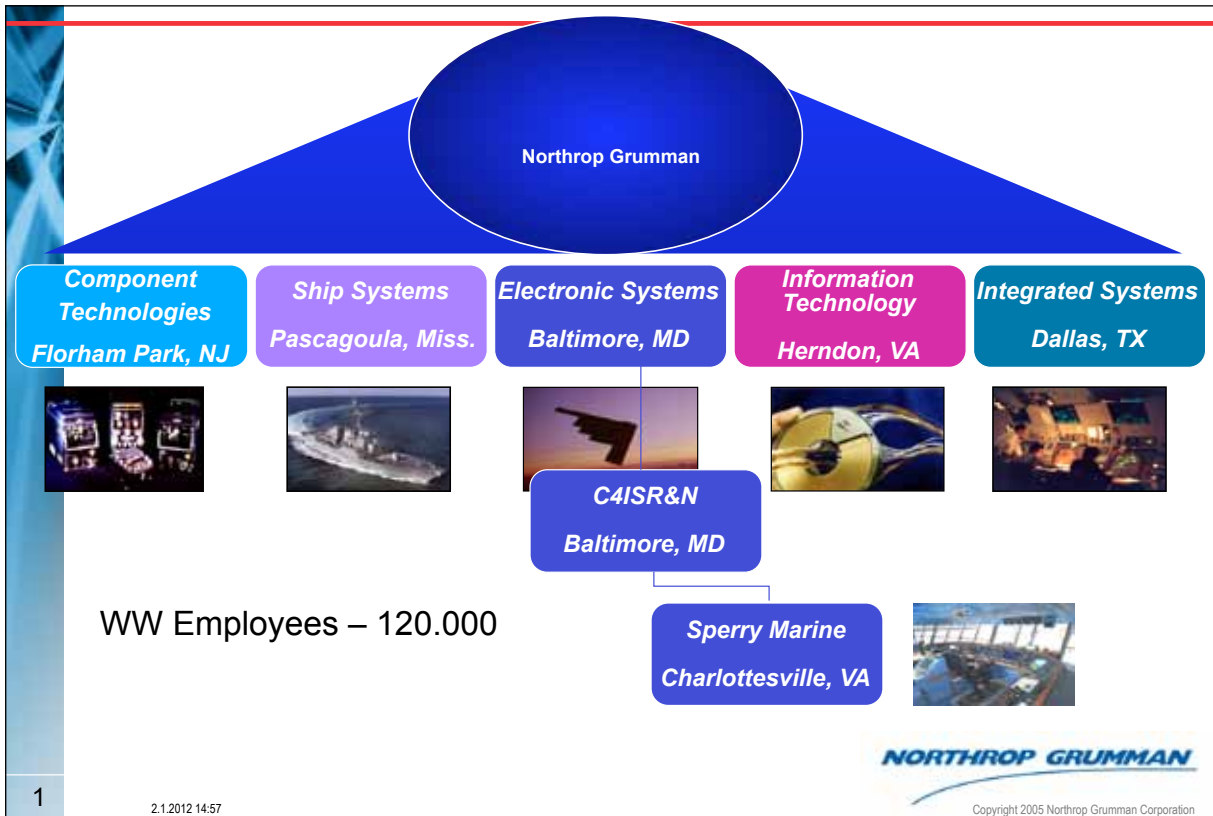 Northrop Grumman
Component
Technologies
Florham Park, NJ
Ship Systems
Pascagoula, Miss.
Electronic Systems
Baltimore, MD
Information
Technology
Herndon, VA
Integrated Systems
Dallas, TX
C4ISR&N
Baltimore, MD
WW Employees – 120.000
Sperry Marine
Charlottesville, VA
NORTHROP GRUMMAN
1
2.1.2012 14:57
Copyright 2005 Northrop Grumman Corporation